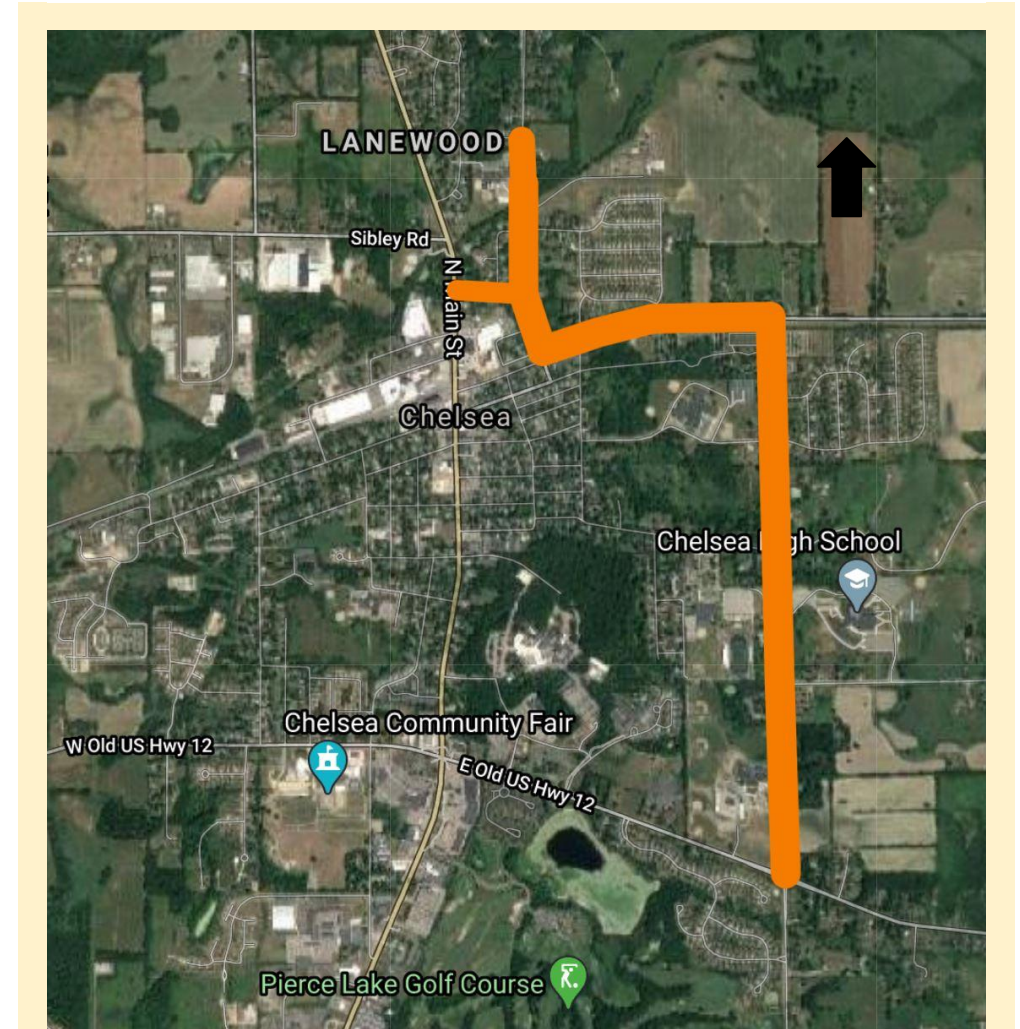 LANEWOOD
Sibley Rd
N Main St
Chelsea
Chelsea High School
Chelsea Community Fair
W Old US Hwy 12
E Old US Hwy 12
Pierce Lake Golf Course